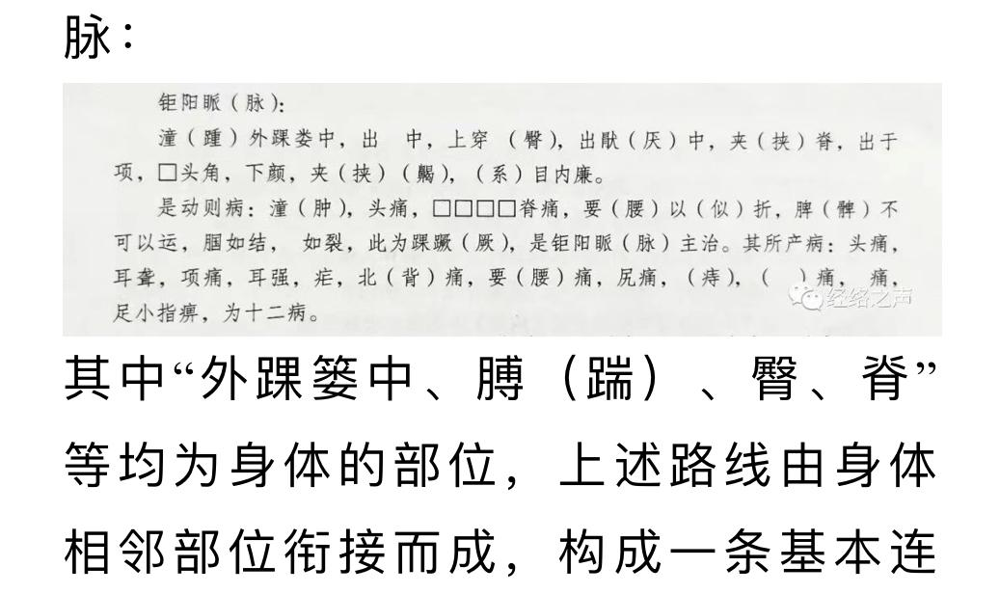 脉：
钜阳眽（脉）：
潼（踵）外踝娄中，出　中，上穿　（臀），出㕧（厌）中，夹（挟）脊，出于
项，□头角，下颜，夹（挟）（䫘），（系）目内廉。
是动则病：潼（肿），头痛，□□□□脊痛，要（腰）以（似）折，脾（髀）不
可以运，腘如结，　如裂，此为踝蹶（厥），是钜阳眽（脉）主治。其所产病：头痛，
耳聋，项痛，耳强，疟，北（背）痛，要（腰）痛，尻痛，（痔），（　）痛，　痛，
足小指痹，为十二病。
经络之声
其中“外踝篓中、膊（踹）、臀、脊”
等均为身体的部位，上述路线由身体
相邻部位衔接而成，构成一条基本连